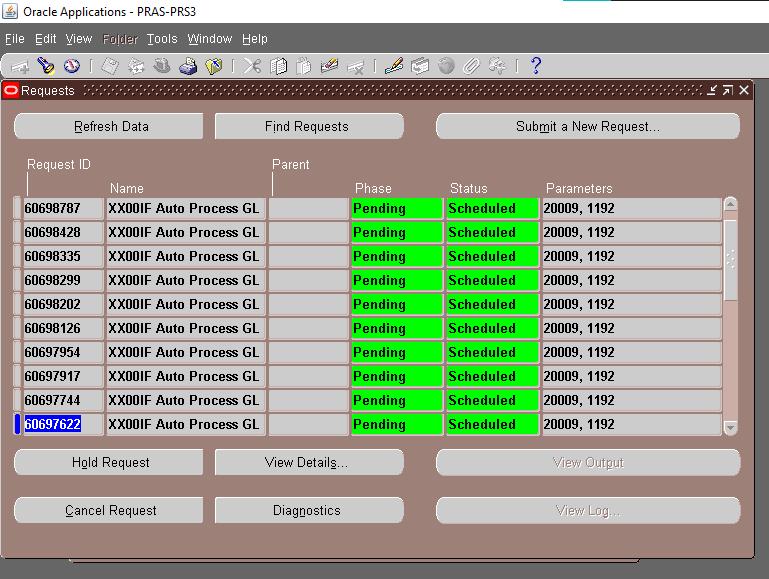 Oracle Applications - PRAS-PRS3
File Edit View Folder Tools Window Help
Requests
Refresh Data Find Requests Submit a New Request...
Request ID Parent
Name Phase Status Parameters
60698787 XX00IF Auto Process GL Pending Scheduled 20009, 1192
60698428 XX00IF Auto Process GL Pending Scheduled 20009, 1192
60698335 XX00IF Auto Process GL Pending Scheduled 20009, 1192
60698299 XX00IF Auto Process GL Pending Scheduled 20009, 1192
60698202 XX00IF Auto Process GL Pending Scheduled 20009, 1192
60698126 XX00IF Auto Process GL Pending Scheduled 20009, 1192
60697954 XX00IF Auto Process GL Pending Scheduled 20009, 1192
60697917 XX00IF Auto Process GL Pending Scheduled 20009, 1192
60697744 XX00IF Auto Process GL Pending Scheduled 20009, 1192
60697622 XX00IF Auto Process GL Pending Scheduled 20009, 1192
Hold Request View Details... View Output
Cancel Request Diagnostics View Log...